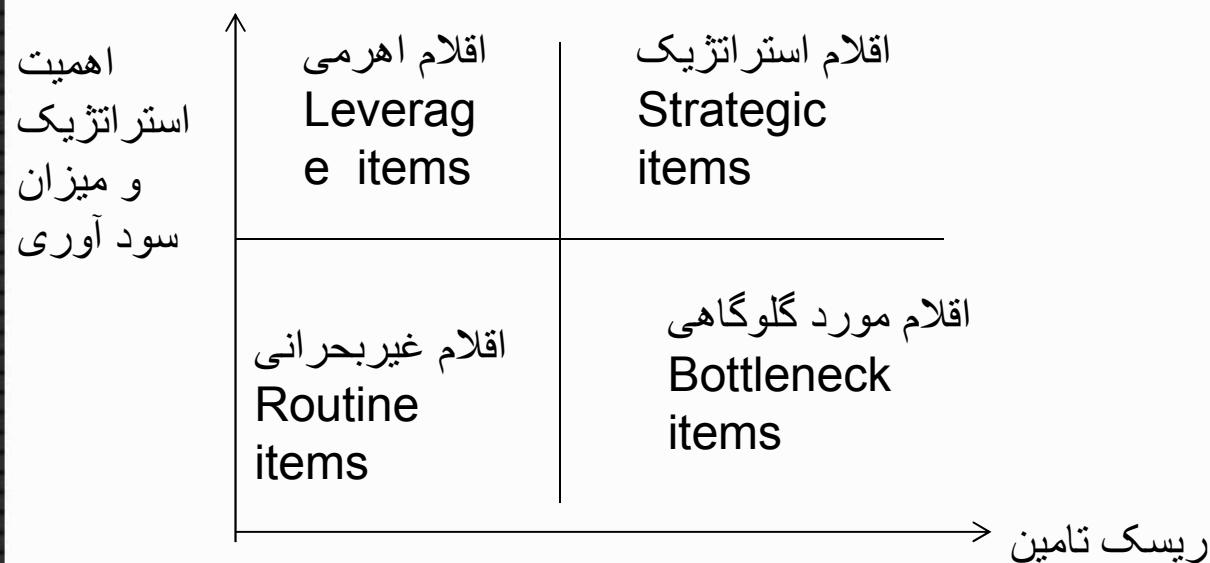 اهمیت
استراتژیک
و میزان
سود آوری
اقلام اهرمی
Leverag
e items
اقلام استراتژیک
Strategic
items
اقلام غیربحرانی
Routine
items
اقلام مورد گلوگاهی
Bottleneck
items
ریسک تامین